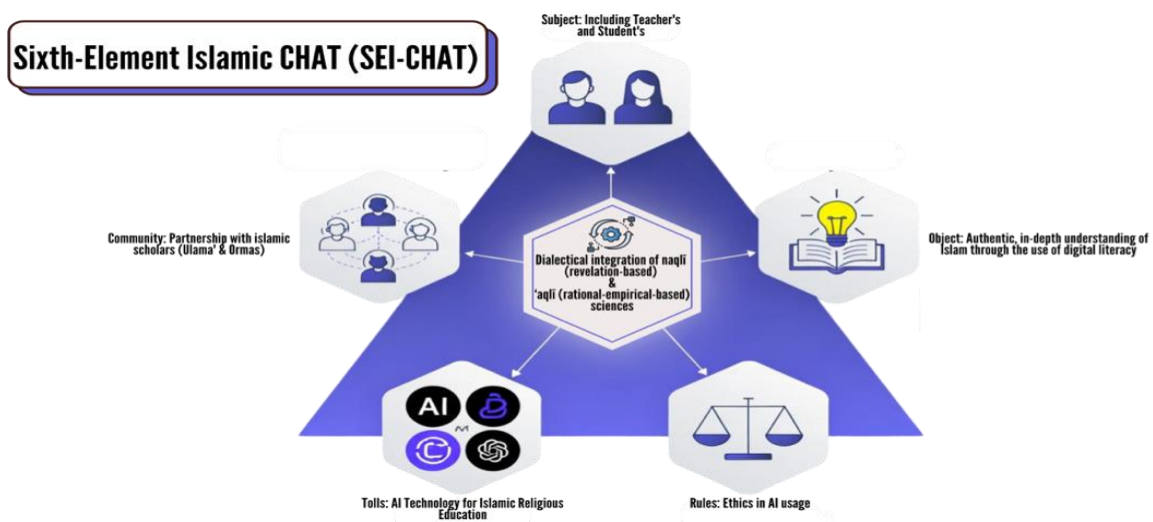 Sixth-Element Islamic CHAT (SEI-CHAT)
Subject: Including Teacher's
and Student's
Community: Partnership with islamic
scholars (Ulama' & Ormas)
Dialectical integration of naqlī
(revelation-based)
&
'aqlī (rational-empirical-based)
sciences
Object: Authentic, in-depth understanding of
Islam through the use of digital literacy
AI
Tolls: AI Technology for Islamic Religious
Education
Rules: Ethics in AI usage